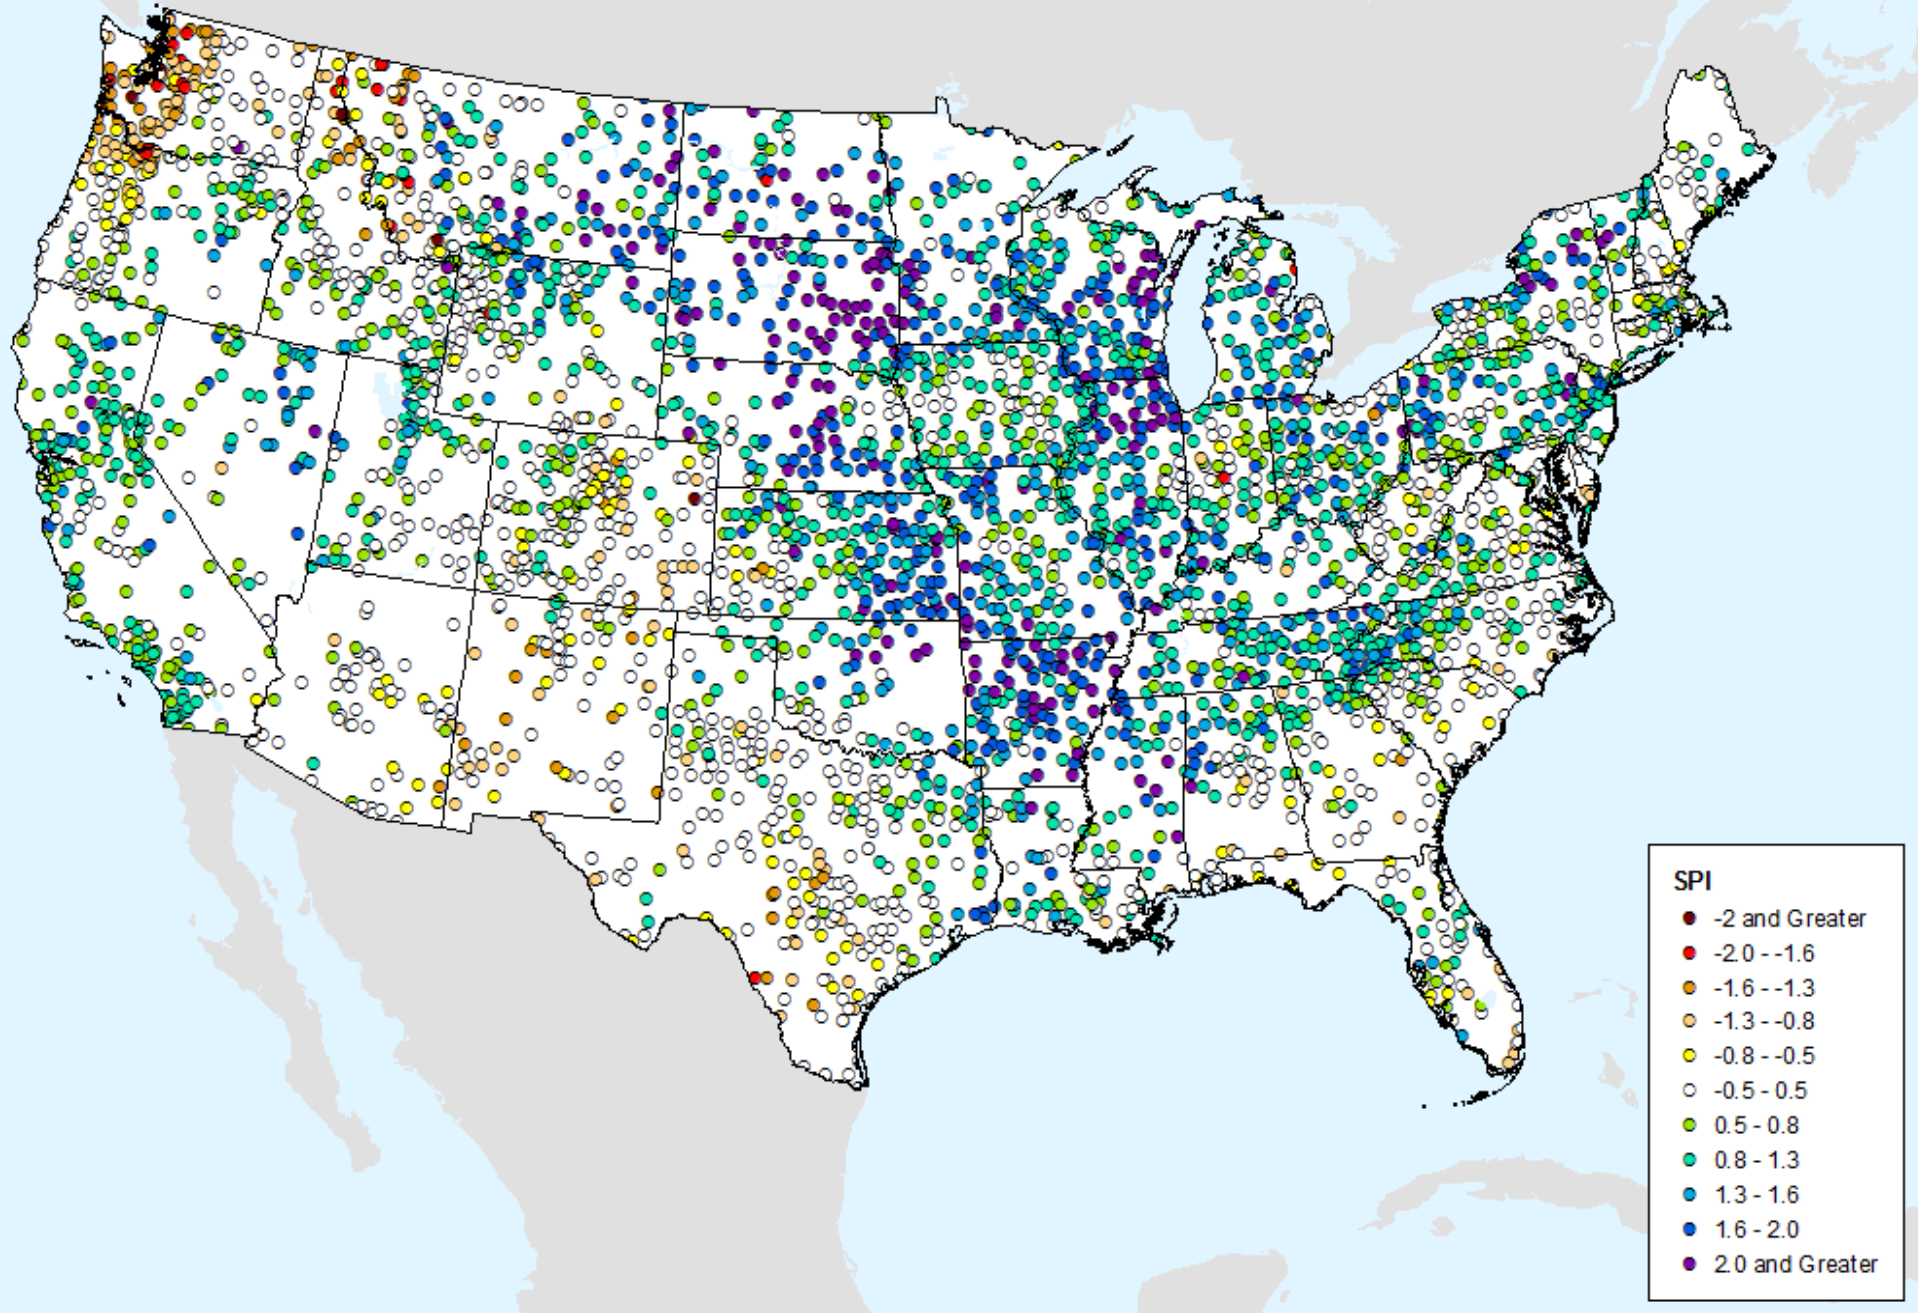 SPI
-2 and Greater
-2.0 - -1.6
-1.6 - -1.3
-1.3 - -0.8
-0.8 - -0.5
-0.5 - 0.5
0.5 - 0.8
0.8 - 1.3
1.3 - 1.6
1.6 - 2.0
2.0 and Greater